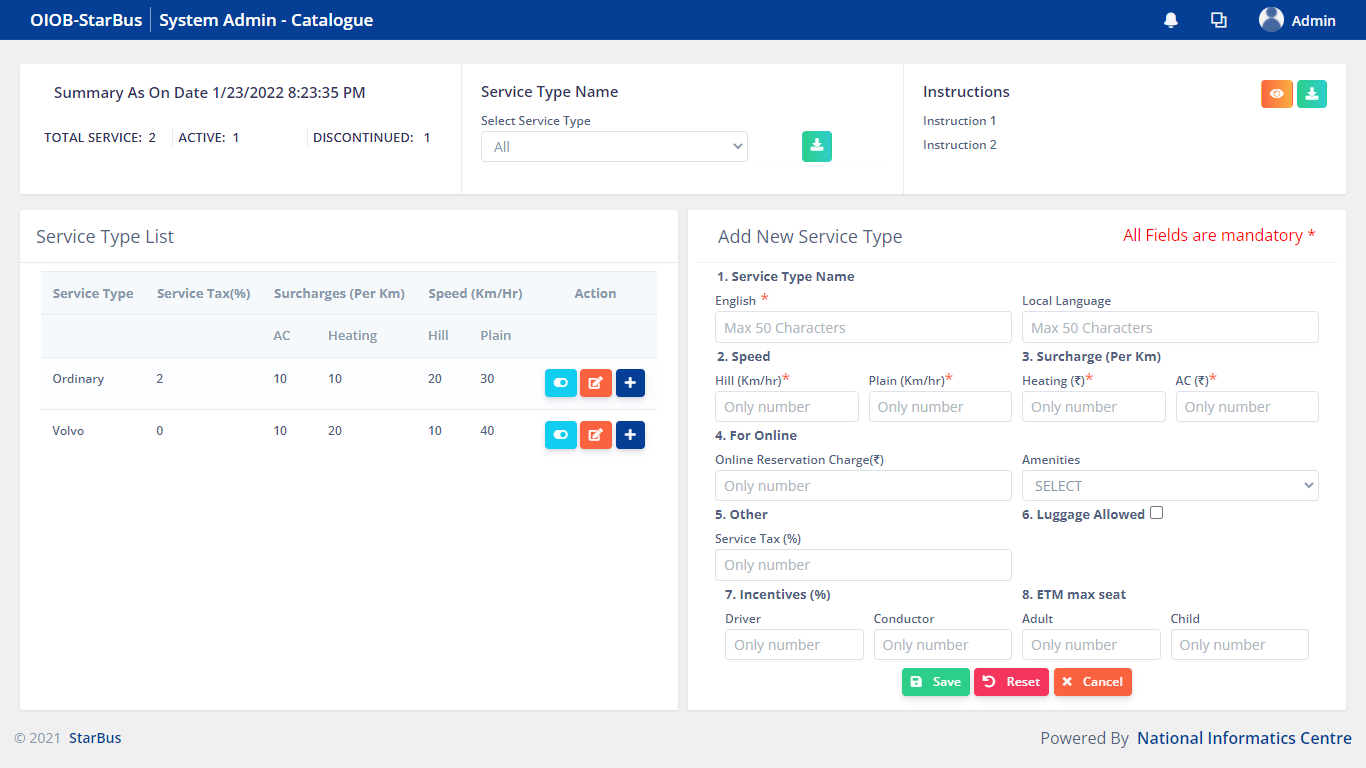 OIOB-StarBus System Admin - Catalogue Admin
Summary As On Date 1/23/2022 8:23:35 PM
TOTAL SERVICE: 2 ACTIVE: 1 DISCONTINUED: 1
Service Type Name
Select Service Type
All
Instructions
Instruction 1
Instruction 2
Service Type List
Service Type Service Tax(%) Surcharges (Per Km) Speed (Km/Hr) Action
AC Heating Hill Plain
Ordinary 2 10 10 20 30
Volvo 0 10 20 10 40
Add New Service Type All Fields are mandatory *
1. Service Type Name
English * Local Language
Max 50 Characters Max 50 Characters
2. Speed 3. Surcharge (Per Km)
Hill (Km/hr)* Plain (Km/hr)* Heating (₹)* AC (₹)*
Only number Only number Only number Only number
4. For Online
Online Reservation Charge(₹) Amenities
Only number SELECT
5. Other 6. Luggage Allowed
Service Tax (%)
Only number
7. Incentives (%) 8. ETM max seat
Driver Conductor Adult Child
Only number Only number Only number Only number
Save Reset Cancel
© 2021 StarBus Powered By National Informatics Centre